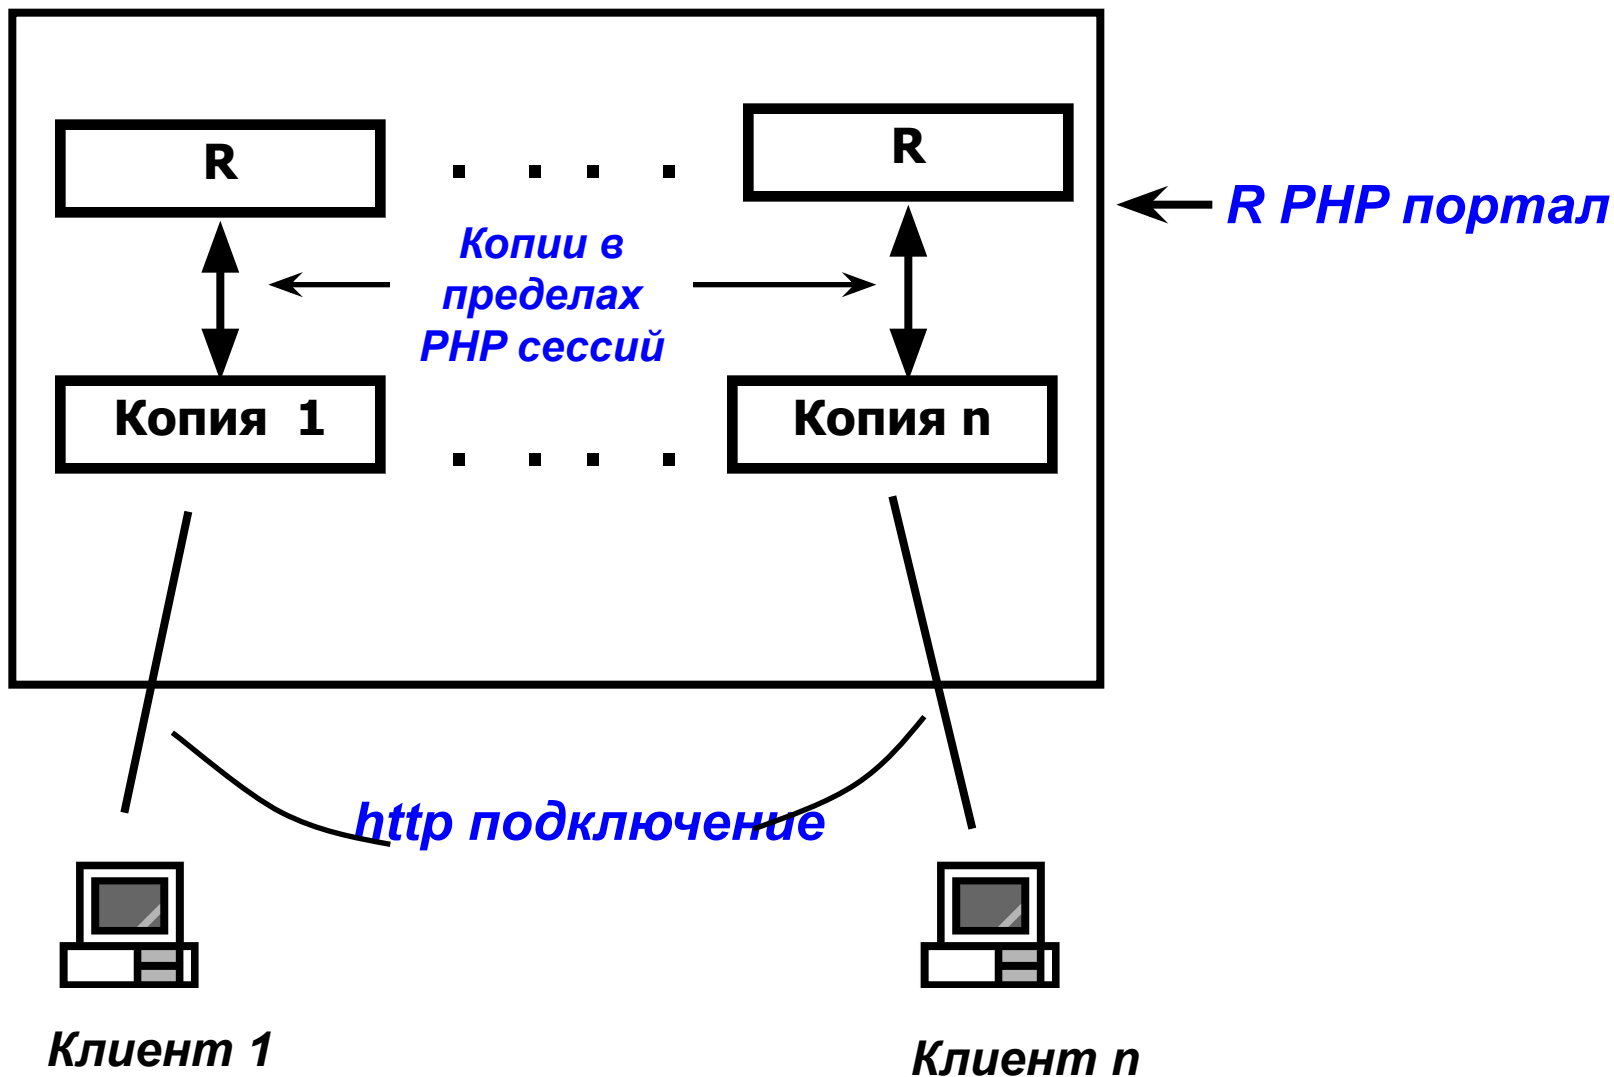 R
R
R PHP портал
Копии в
пределах
PHP сессий
Копия 1
Копия n
http подключение
Клиент 1
Клиент n